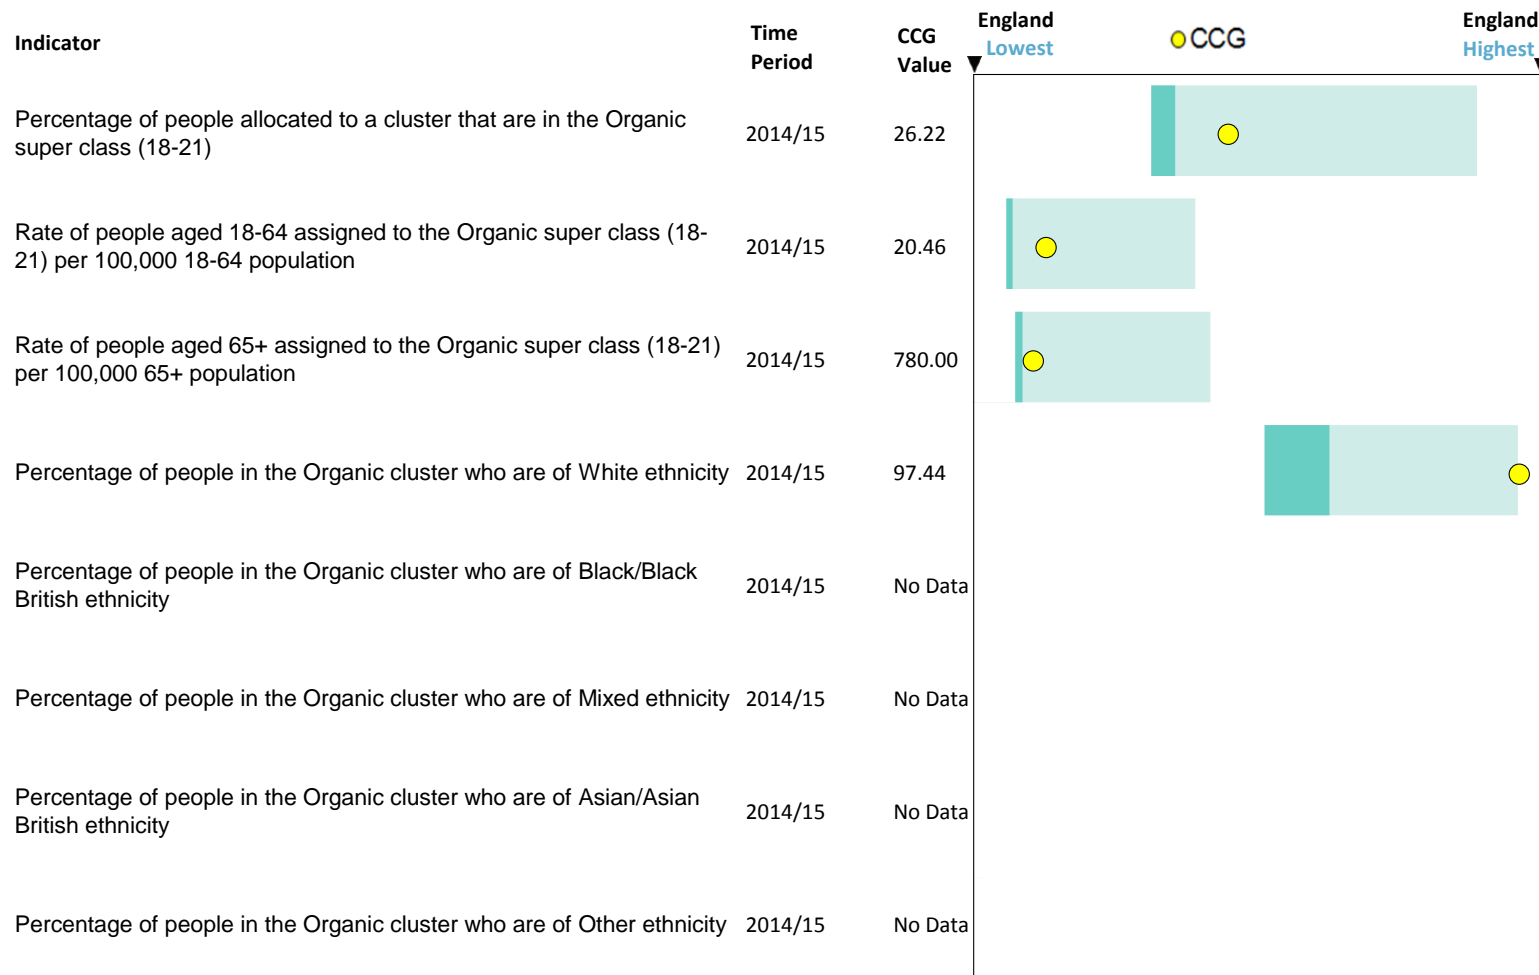 Indicator
Time Period
CCG Value
England Lowest
CCG
England Highest
Percentage of people allocated to a cluster that are in the Organic
super class (18-21)
2014/15
26.22
Rate of people aged 18-64 assigned to the Organic super class (18-
21) per 100,000 18-64 population
2014/15
20.46
Rate of people aged 65+ assigned to the Organic super class (18-21)
per 100,000 65+ population
2014/15
780.00
Percentage of people in the Organic cluster who are of White ethnicity
2014/15
97.44
Percentage of people in the Organic cluster who are of Black/Black
British ethnicity
2014/15
No Data
Percentage of people in the Organic cluster who are of Mixed ethnicity
2014/15
No Data
Percentage of people in the Organic cluster who are of Asian/Asian
British ethnicity
2014/15
No Data
Percentage of people in the Organic cluster who are of Other ethnicity
2014/15
No Data